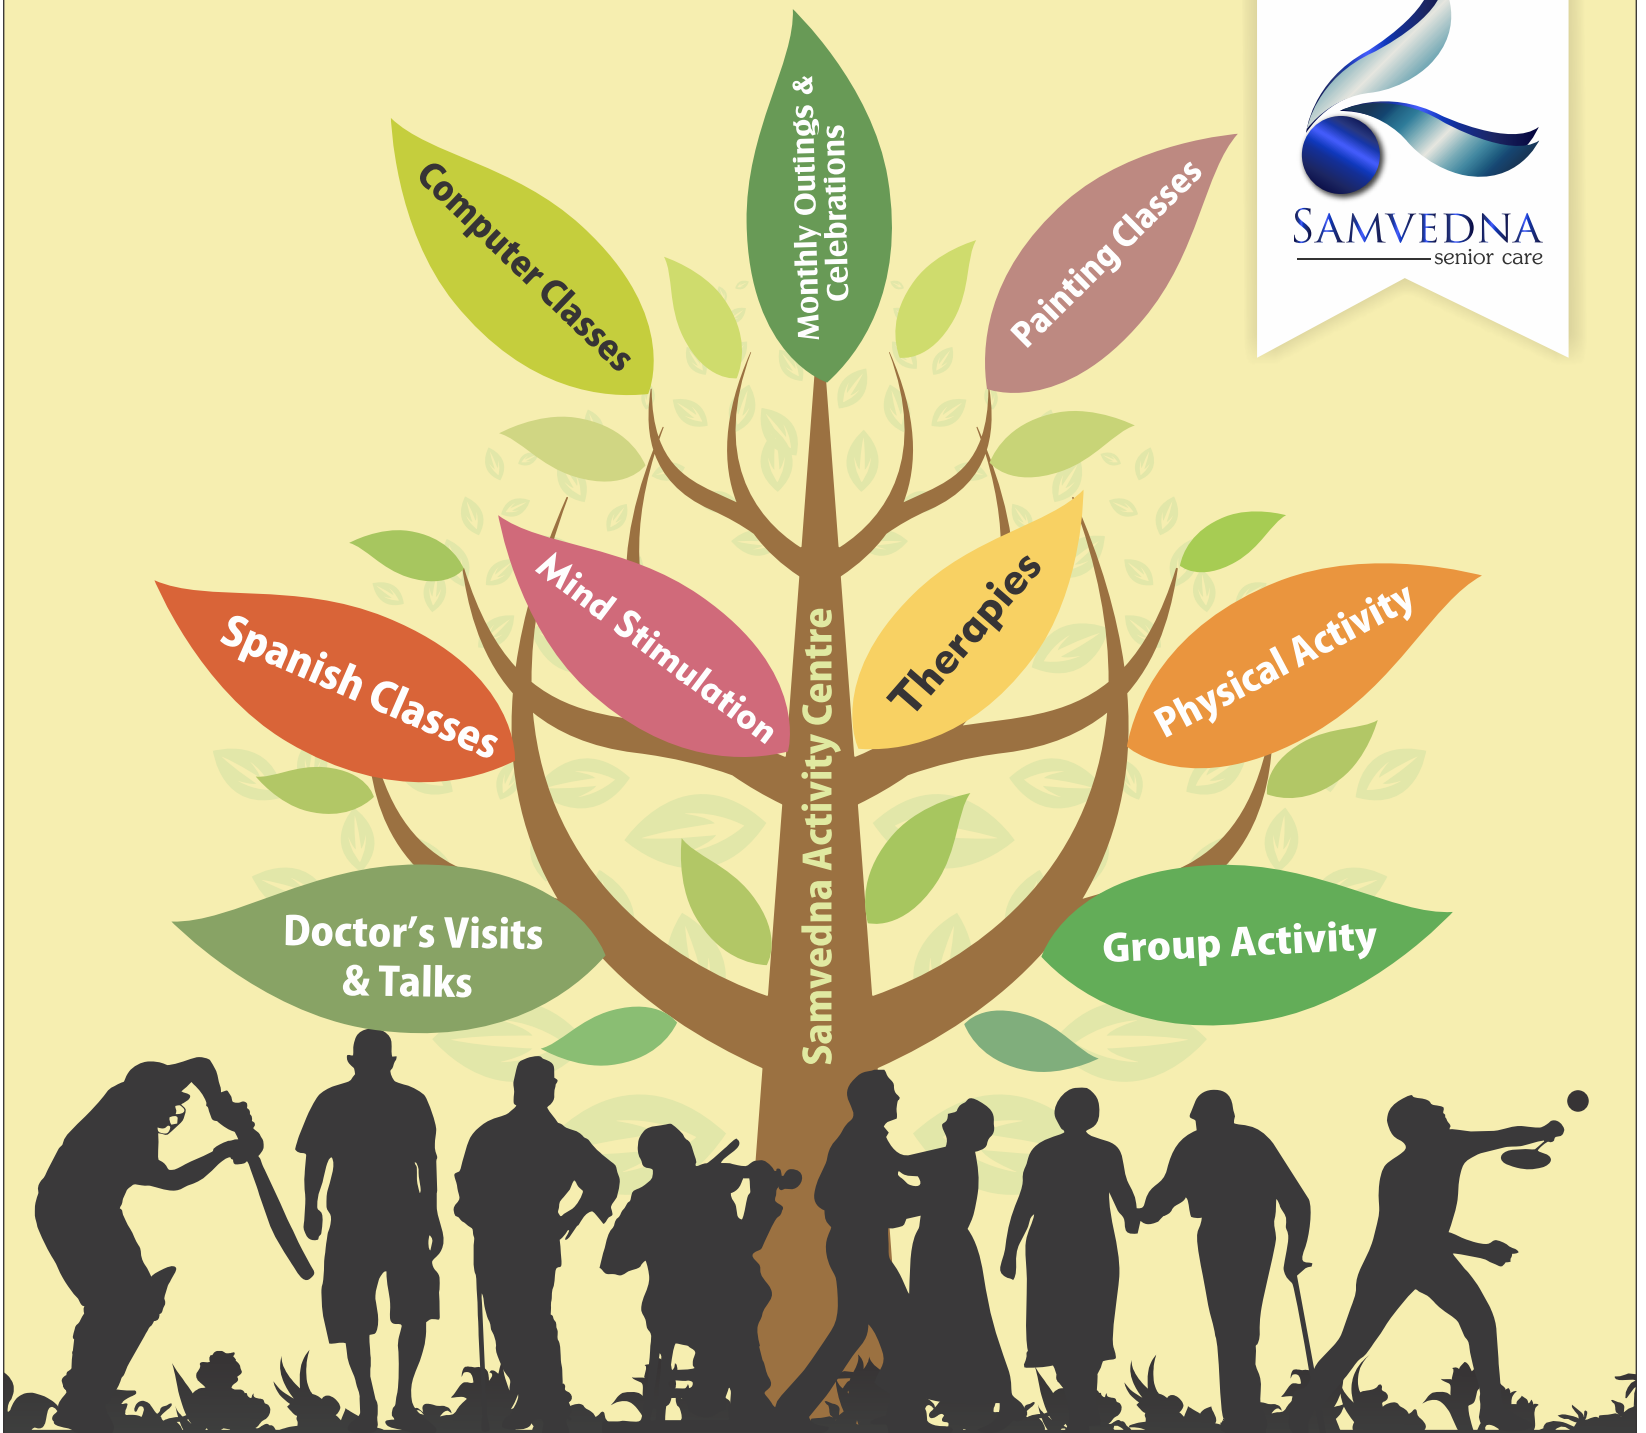 Monthly Outings &
Celebrations
Computer Classes
Painting Classes
SAMVEDNA
senior care
Mind Stimulation
Therapies
Spanish Classes
Physical Activity
Samvedna Activity Centre
Doctor’s Visits
& Talks
Group Activity